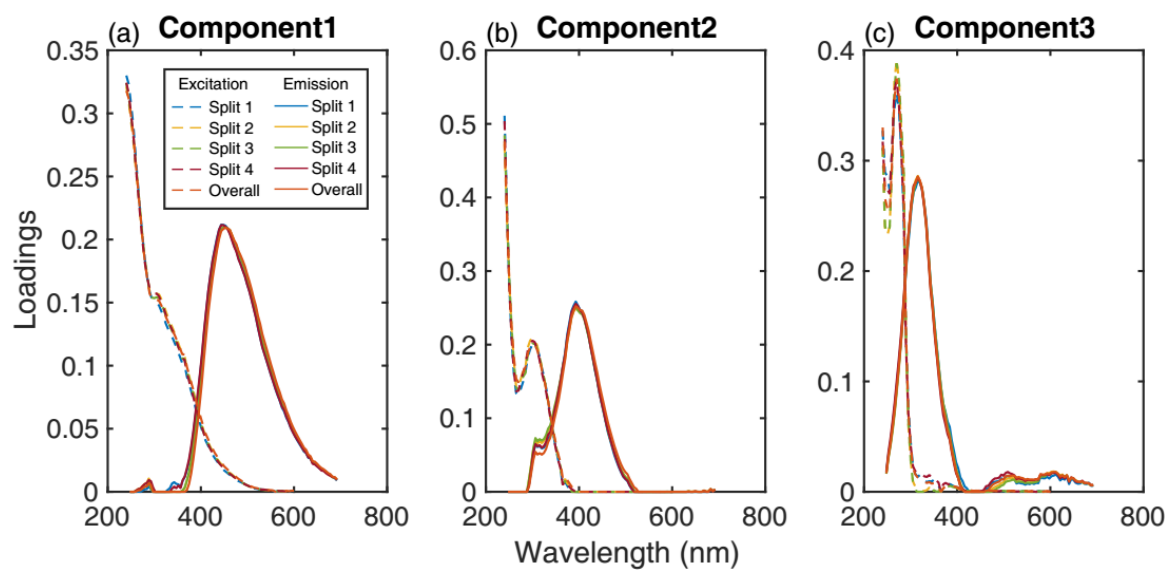 (a) Component1
(b) Component2
(c) Component3
0.35
0.3
0.25
0.2
0.15
0.1
0.05
0
Loadings
Excitation Emission
Split 1 Split 1
Split 2 Split 2
Split 3 Split 3
Split 4 Split 4
Overall Overall
200 400 600 800
0.6
0.5
0.4
0.3
0.2
0.1
0
200 400 600 800
0.4
0.3
0.2
0.1
0
200 400 600 800
Wavelength (nm)